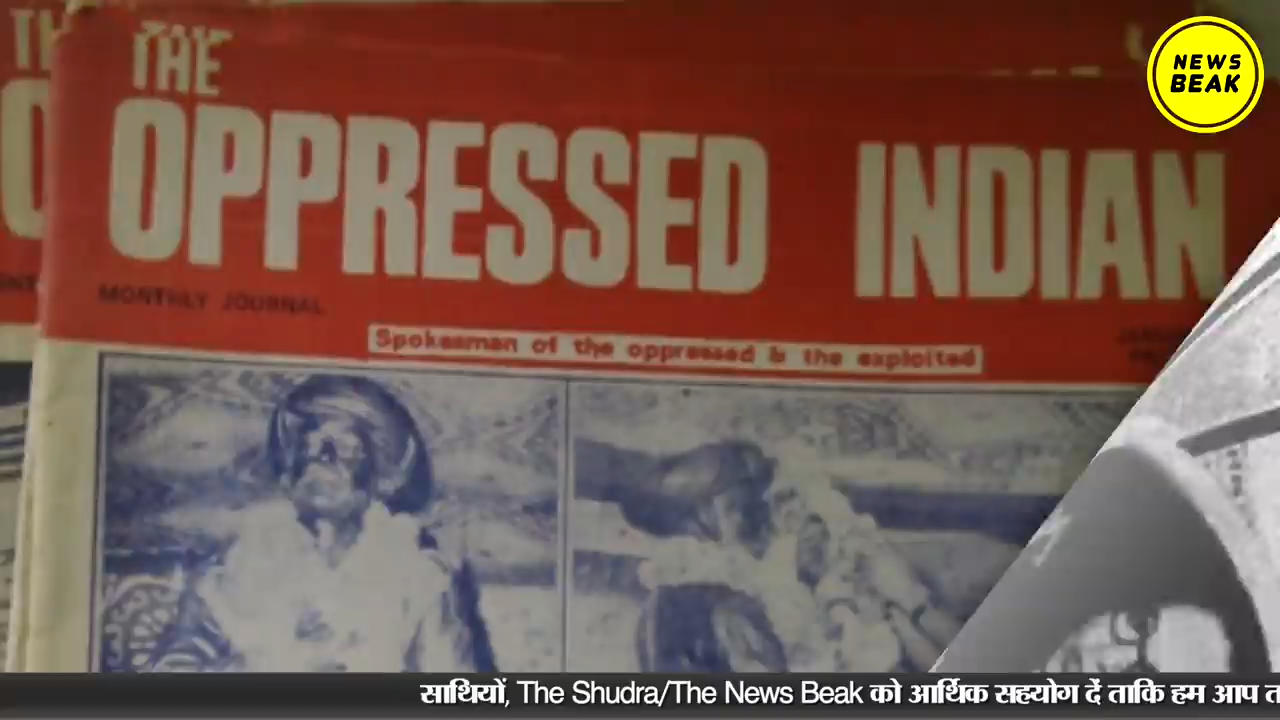 THE
OPPRESSED INDIAN
MONTHLY JOURNAL
Spokesman of the oppressed & the exploited
NEWS
BEAK
साथियों, The Shudra/The News Beak को आर्थिक सहयोग दें ताकि हम आप